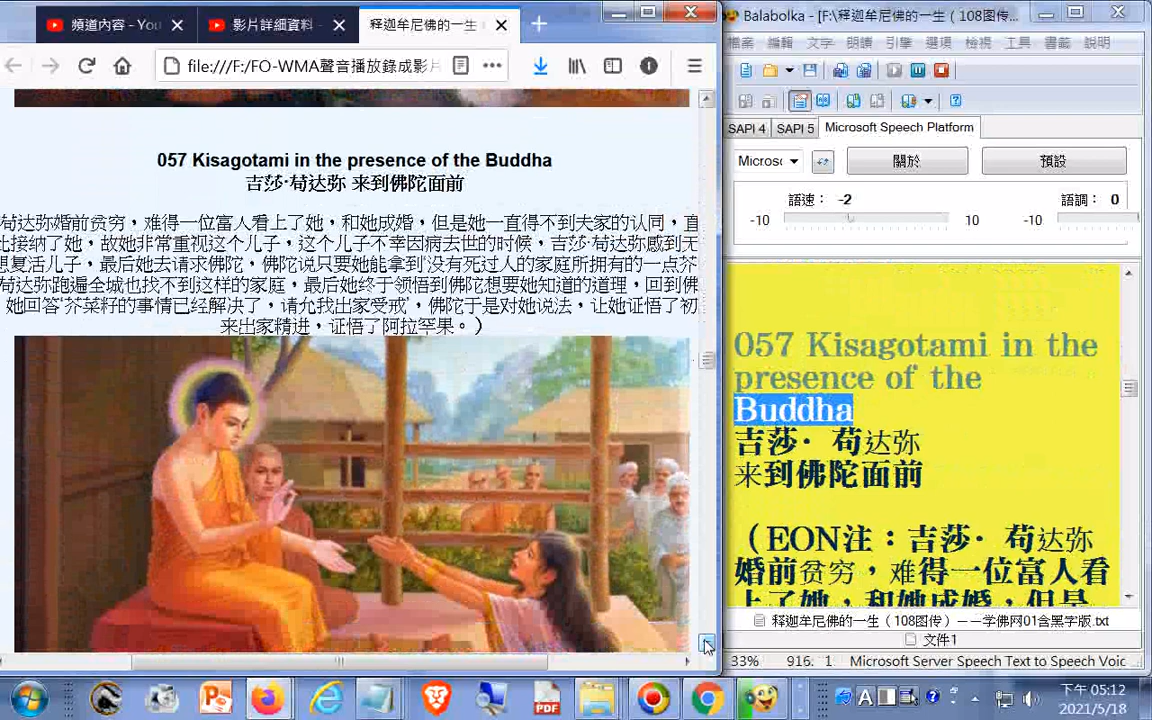 頻道內容 - You
影片詳細資料 -
释迦牟尼佛的一生
file:///F:/FO-WMA聲音播放錄成影片
057 Kisagotami in the presence of the Buddha
吉莎·荀达弥 来到佛陀面前
荀达弥婚前贫穷，难得一位富人看上了她，和她成婚，但是她一直得不到夫家的认同，直
比接纳了她，故她非常重视这个儿子，这个儿子不幸因病去世的时候，吉莎·荀达弥感到无
想复活儿子，最后她去请求佛陀，佛陀说只要她能拿到'没有死过人的家庭所拥有的一点芥
荀达弥跑遍全城也找不到这样的家庭，最后她终于领悟到佛陀想要她知道的道理，回到佛
她回答'芥菜籽的事情已经解决了，请允我出家受戒'，佛陀于是对她说法，让她证悟了初
来出家精进，证悟了阿拉罕果。）
Balabolka - [F:\释迦牟尼佛的一生（108图传...
檔案 編輯 文字 朗讀 引擎 選項 檢視 工具 書籤 說明
SAPI 4 SAPI 5 Microsoft Speech Platform
Microsc 關於 預設
語速： -2 語調： 0
-10 10 -10
057 Kisagotami in the
presence of the
Buddha
吉莎· 荀达弥
来到佛陀面前
（EON注：吉莎· 荀达弥
婚前贫穷，难得一位富人看
上了她，和她成婚，但是
释迦牟尼佛的一生（108图传）——学佛网01含黑字版.txt
文件1
33% 916: 1 Microsoft Server Speech Text to Speech Voic
PDF
A
下午 05:12
2021/5/18